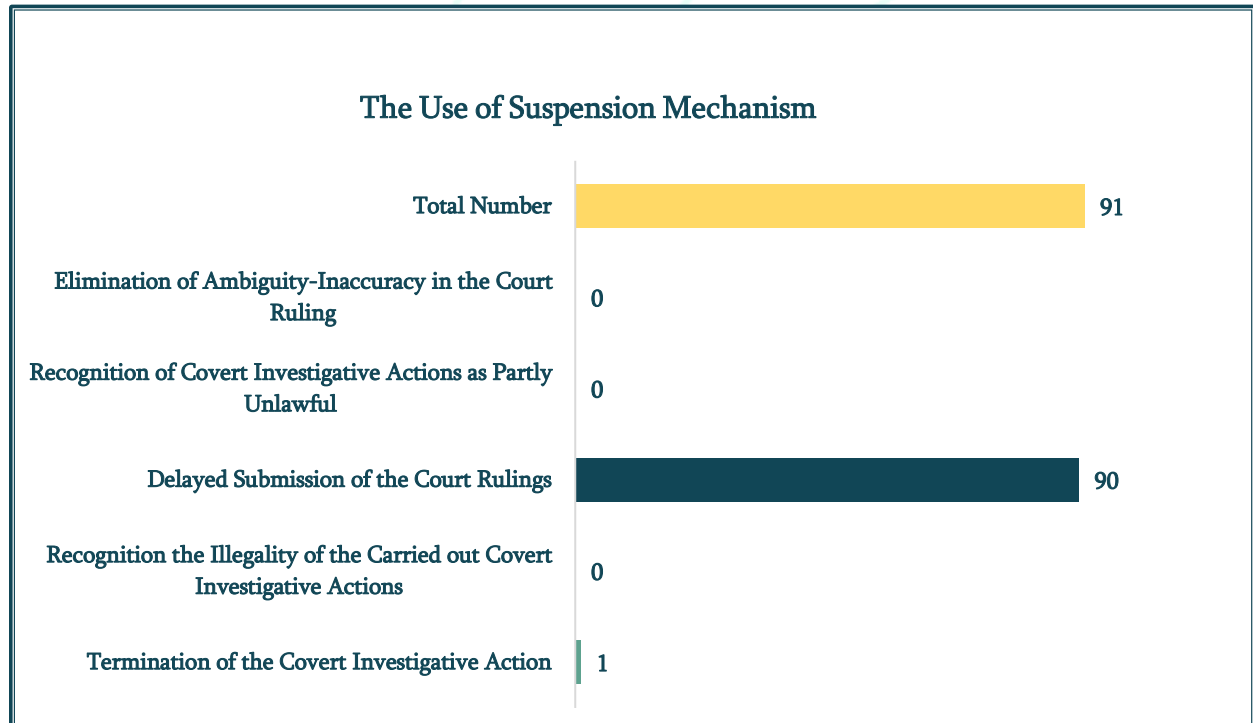 The Use of Suspension Mechanism
Total Number
91
Elimination of Ambiguity-Inaccuracy in the Court
Ruling
0
Recognition of Covert Investigative Actions as Partly
Unlawful
0
Delayed Submission of the Court Rulings
90
Recognition the Illegality of the Carried out Covert
Investigative Actions
0
Termination of the Covert Investigative Action
1